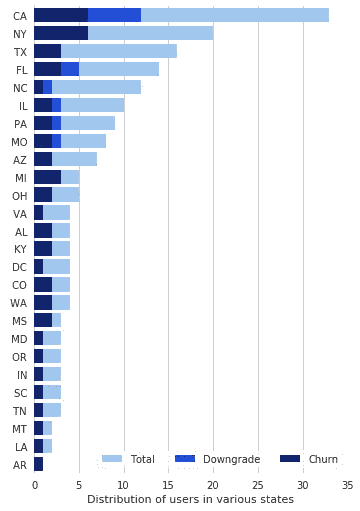 CA
NY
TX
FL
NC
IL
PA
MO
AZ
MI
OH
VA
AL
KY
DC
CO
WA
MS
MD
OR
IN
SC
TN
MT
LA
AR
Total Downgrade Churn
0 5 10 15 20 25 30 35
Distribution of users in various states